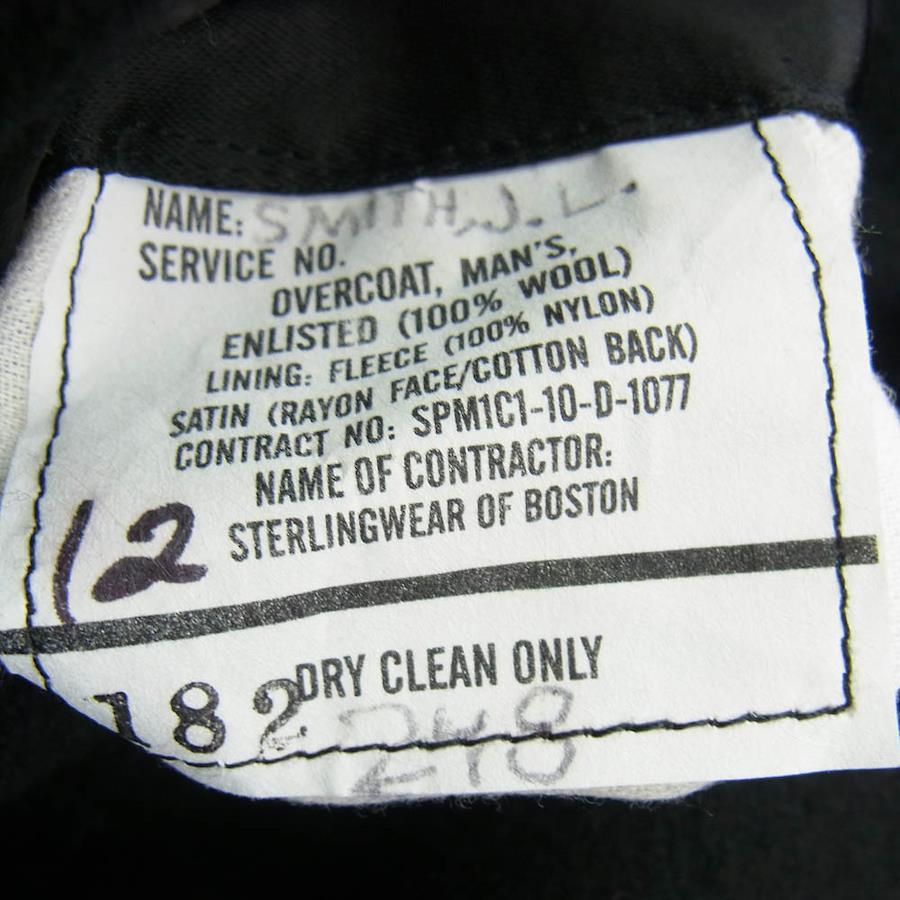 NAME: SMITH, J. L.
SERVICE NO.
OVERCOAT, MAN'S,
ENLISTED (100% WOOL)
LINING: FLEECE (100% NYLON)
SATIN (RAYON FACE/COTTON BACK)
CONTRACT NO: SPM1C1-10-D-1077
NAME OF CONTRACTOR:
STERLINGWEAR OF BOSTON
12
DRY CLEAN ONLY
182
248